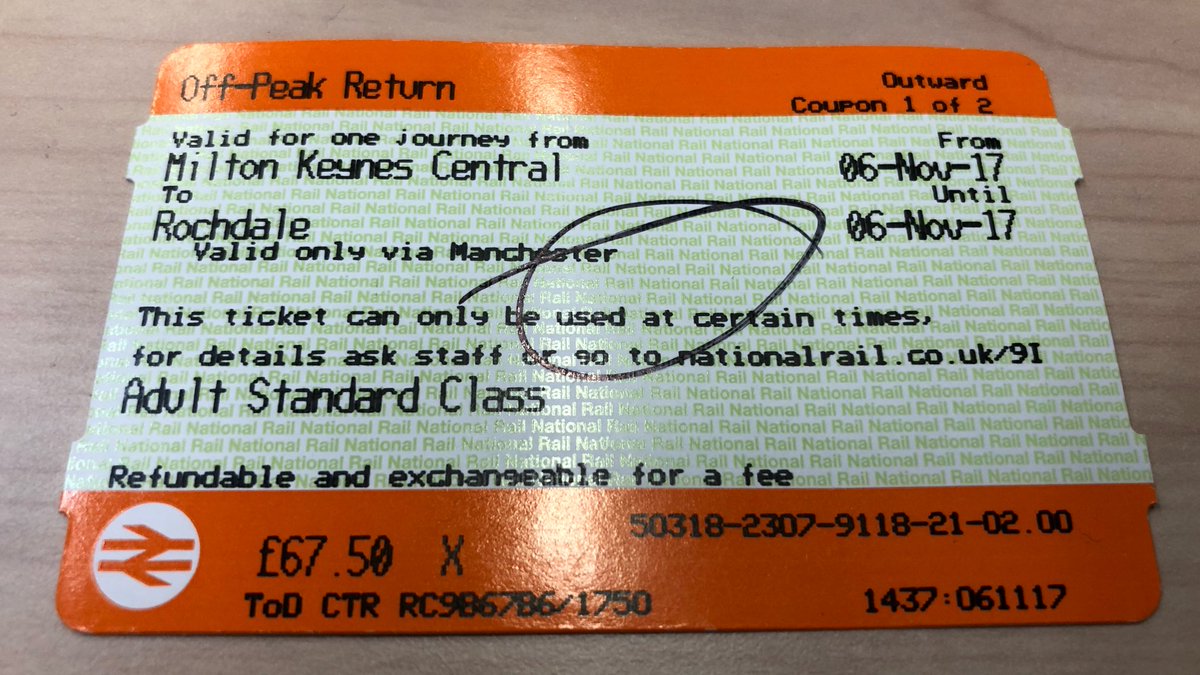 Off-Peak Return
Outward
Coupon 1 of 2
Valid for one journey from
From
Milton Keynes Central
06-Nov-17
To
Until
Rochdale
06-Nov-17
Valid only via Manchester
This ticket can only be used at certain times,
for details ask staff or go to nationalrail.co.uk/9I
Adult Standard Class
Refundable and exchangeable for a fee
50318-2307-9118-21-02.00
£67.50 X
ToD CTR RC9B67B6/1750
1437:061117